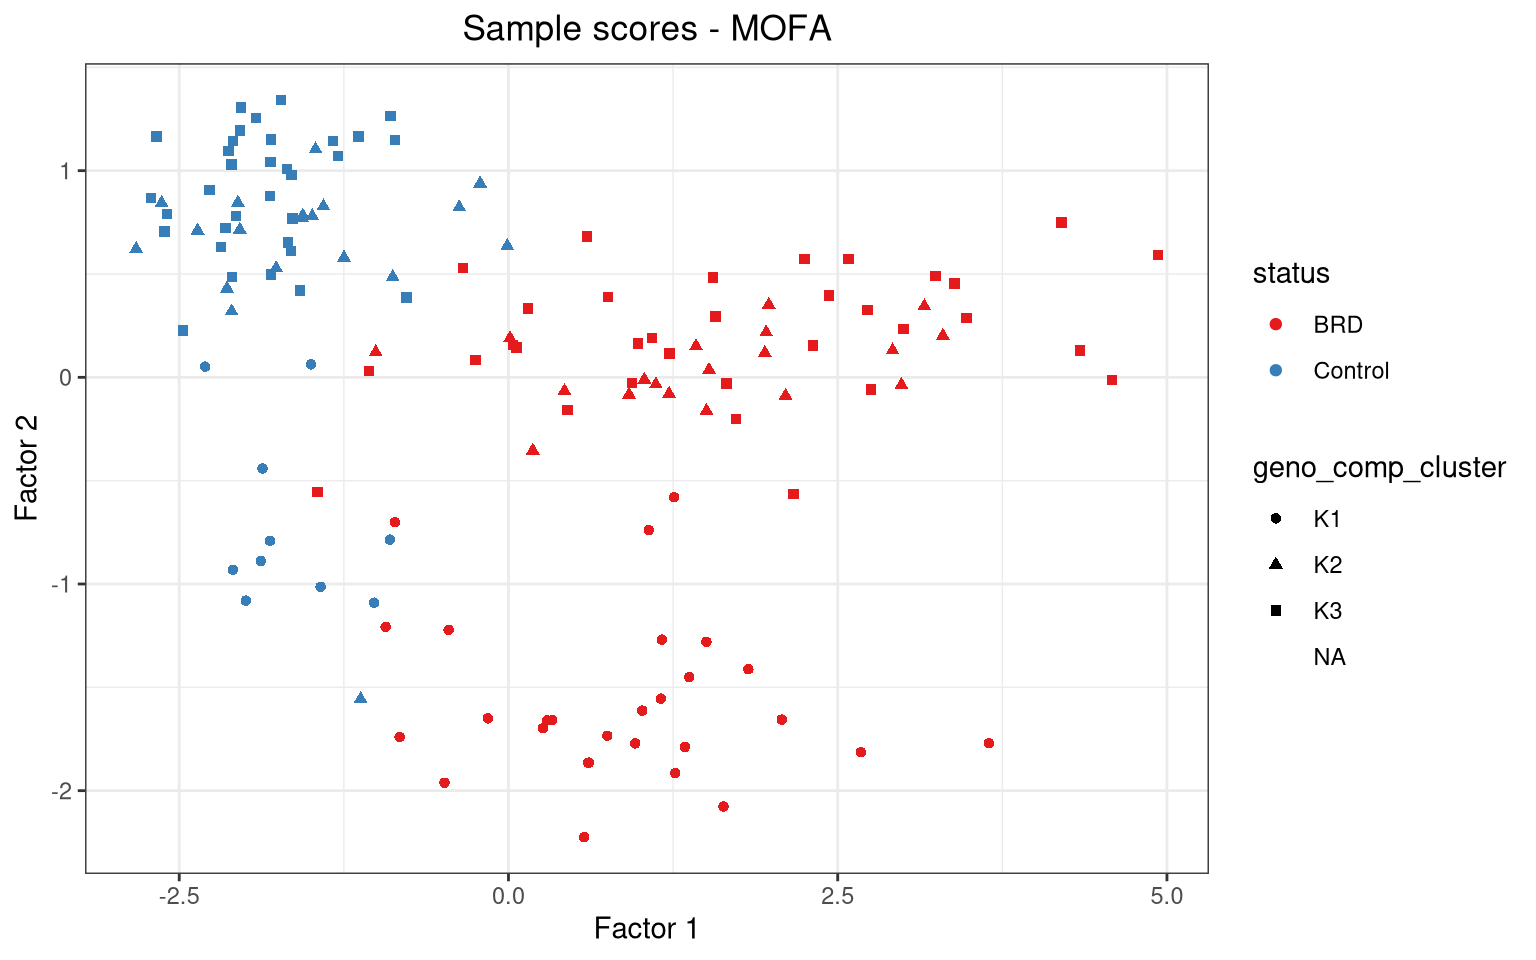 Sample scores - MOFA
1
0
-1
-2
Factor 2
-2.5
0.0
2.5
5.0
Factor 1
status
BRD
Control
geno_comp_cluster
K1
K2
K3
NA